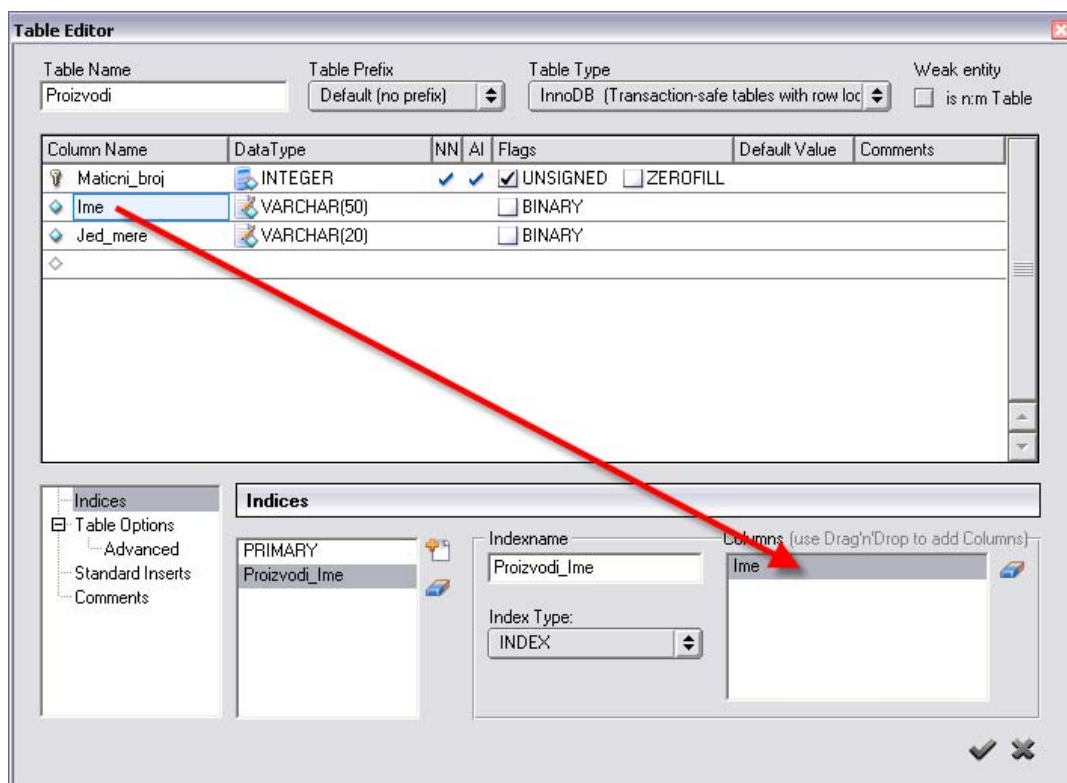 Table Editor
Table Name Table Prefix Table Type Weak entity
Proizvodi Default (no prefix) InnoDB (Transaction-safe tables with row loc is n:m Table
Column Name DataType NN AI Flags Default Value Comments
Maticni_broj INTEGER UNSIGNED ZEROFILL
Ime VARCHAR(50) BINARY
Jed_mere VARCHAR(20) BINARY
Indices Indices
Table Options Indexname Columns (use Drag'n'Drop to add Columns)
Advanced PRIMARY Proizvodi_Ime Ime
Standard Inserts Proizvodi_Ime
Comments
Index Type:
INDEX